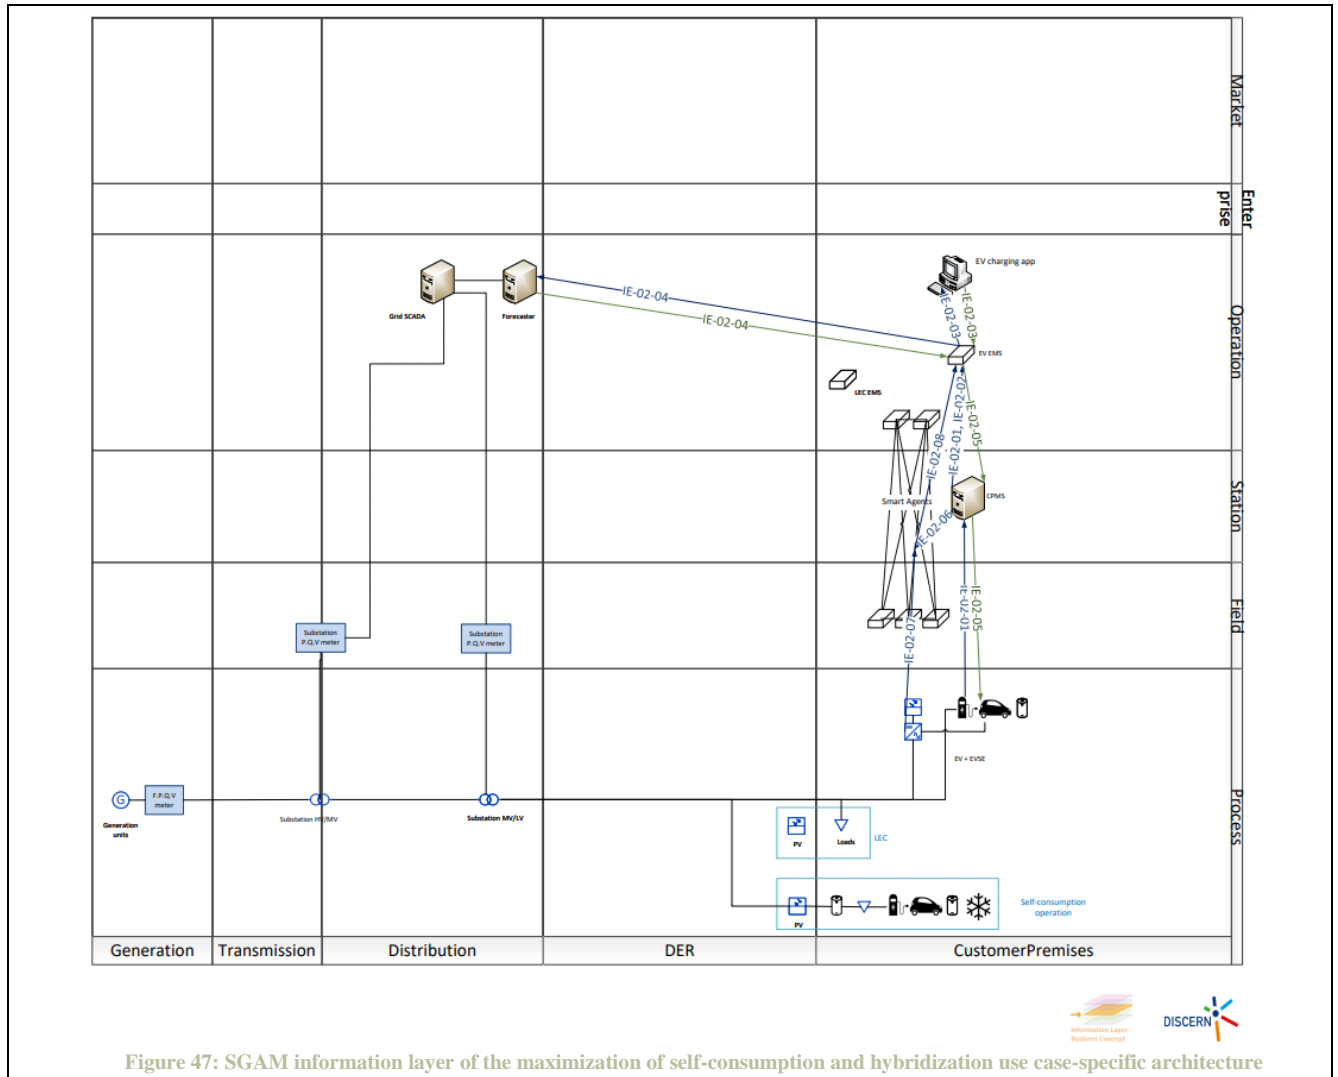 Market
Enter
prise
EV charging app
IE-02-04
IE-02-03
IE-02-03
Grid SCADA
Forecaster
IE-02-04
Operation
EV EMS
LEC EMS
IE-02-01, IE-02-02
IE-02-05
IE-02-08
Smart Agents
CPMS
Station
IE-02-06
IE-02-01
IE-02-05
Field
Substation
P.Q.V meter
Substation
P.Q.V meter
IE-02-07
EV + EVSE
G
F.P.Q.V
meter
Generation
units
Substation HV/MV
Substation MV/LV
Process
PV
Loads
LEC
PV
Self-consumption
operation
Generation
Transmission
Distribution
DER
CustomerPremises
Information Layer -
Business Concept
DISCERN
Figure 47: SGAM information layer of the maximization of self-consumption and hybridization use case-specific architecture